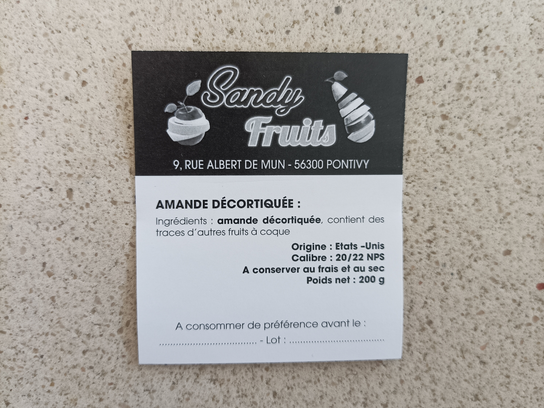 Sandy
Fruits
9, RUE ALBERT DE MUN - 56300 PONTIVY
AMANDE DÉCORTIQUÉE :
Ingrédients : amande décortiquée, contient des
traces d'autres fruits à coque
Origine : Etats -Unis
Calibre : 20/22 NPS
A conserver au frais et au sec
Poids net : 200 g
A consommer de préférence avant le :
.................................... - Lot : ...................................